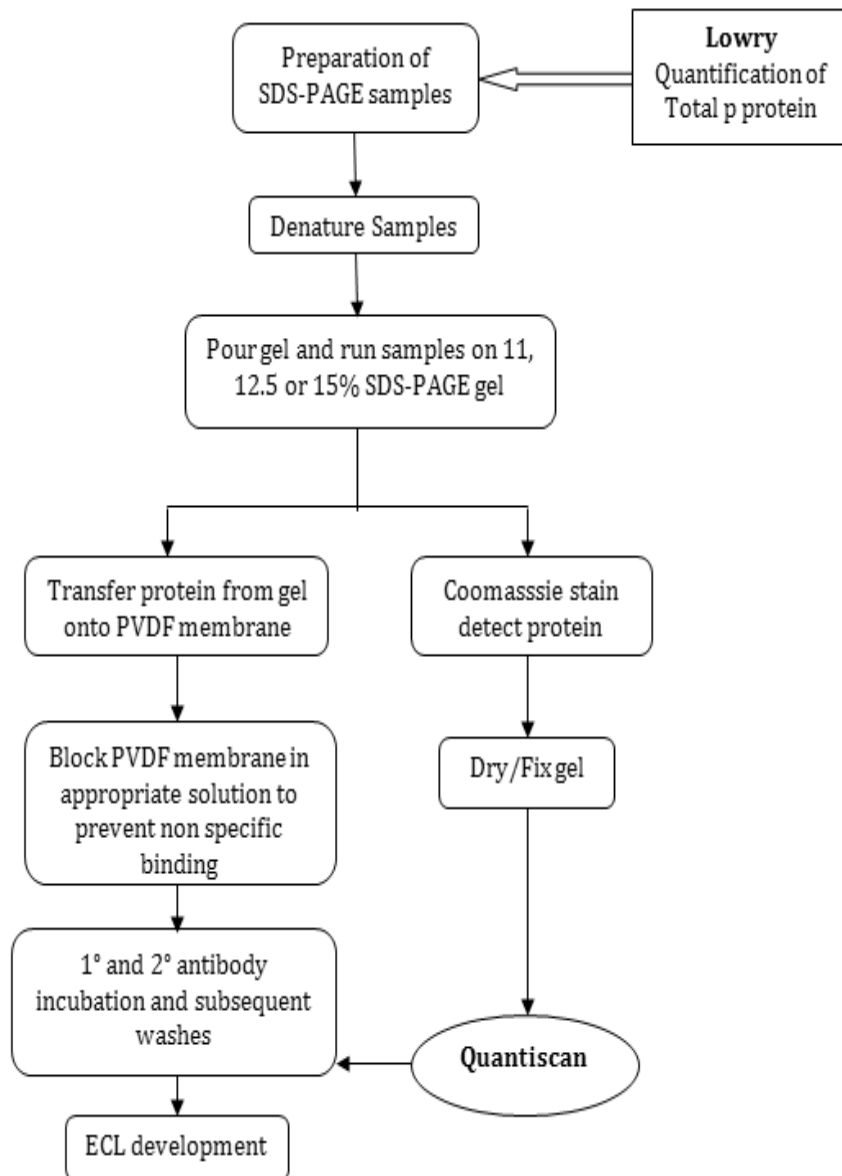 Preparation of
SDS-PAGE samples
Lowry
Quantification of
Total p protein
Denature Samples
Pour gel and run samples on 11,
12.5 or 15% SDS-PAGE gel
Transfer protein from gel
onto PVDF membrane
Coomasssie stain
detect protein
Block PVDF membrane in
appropriate solution to
prevent non specific
binding
Dry/Fix gel
1° and 2° antibody
incubation and subsequent
washes
Quantiscan
ECL development